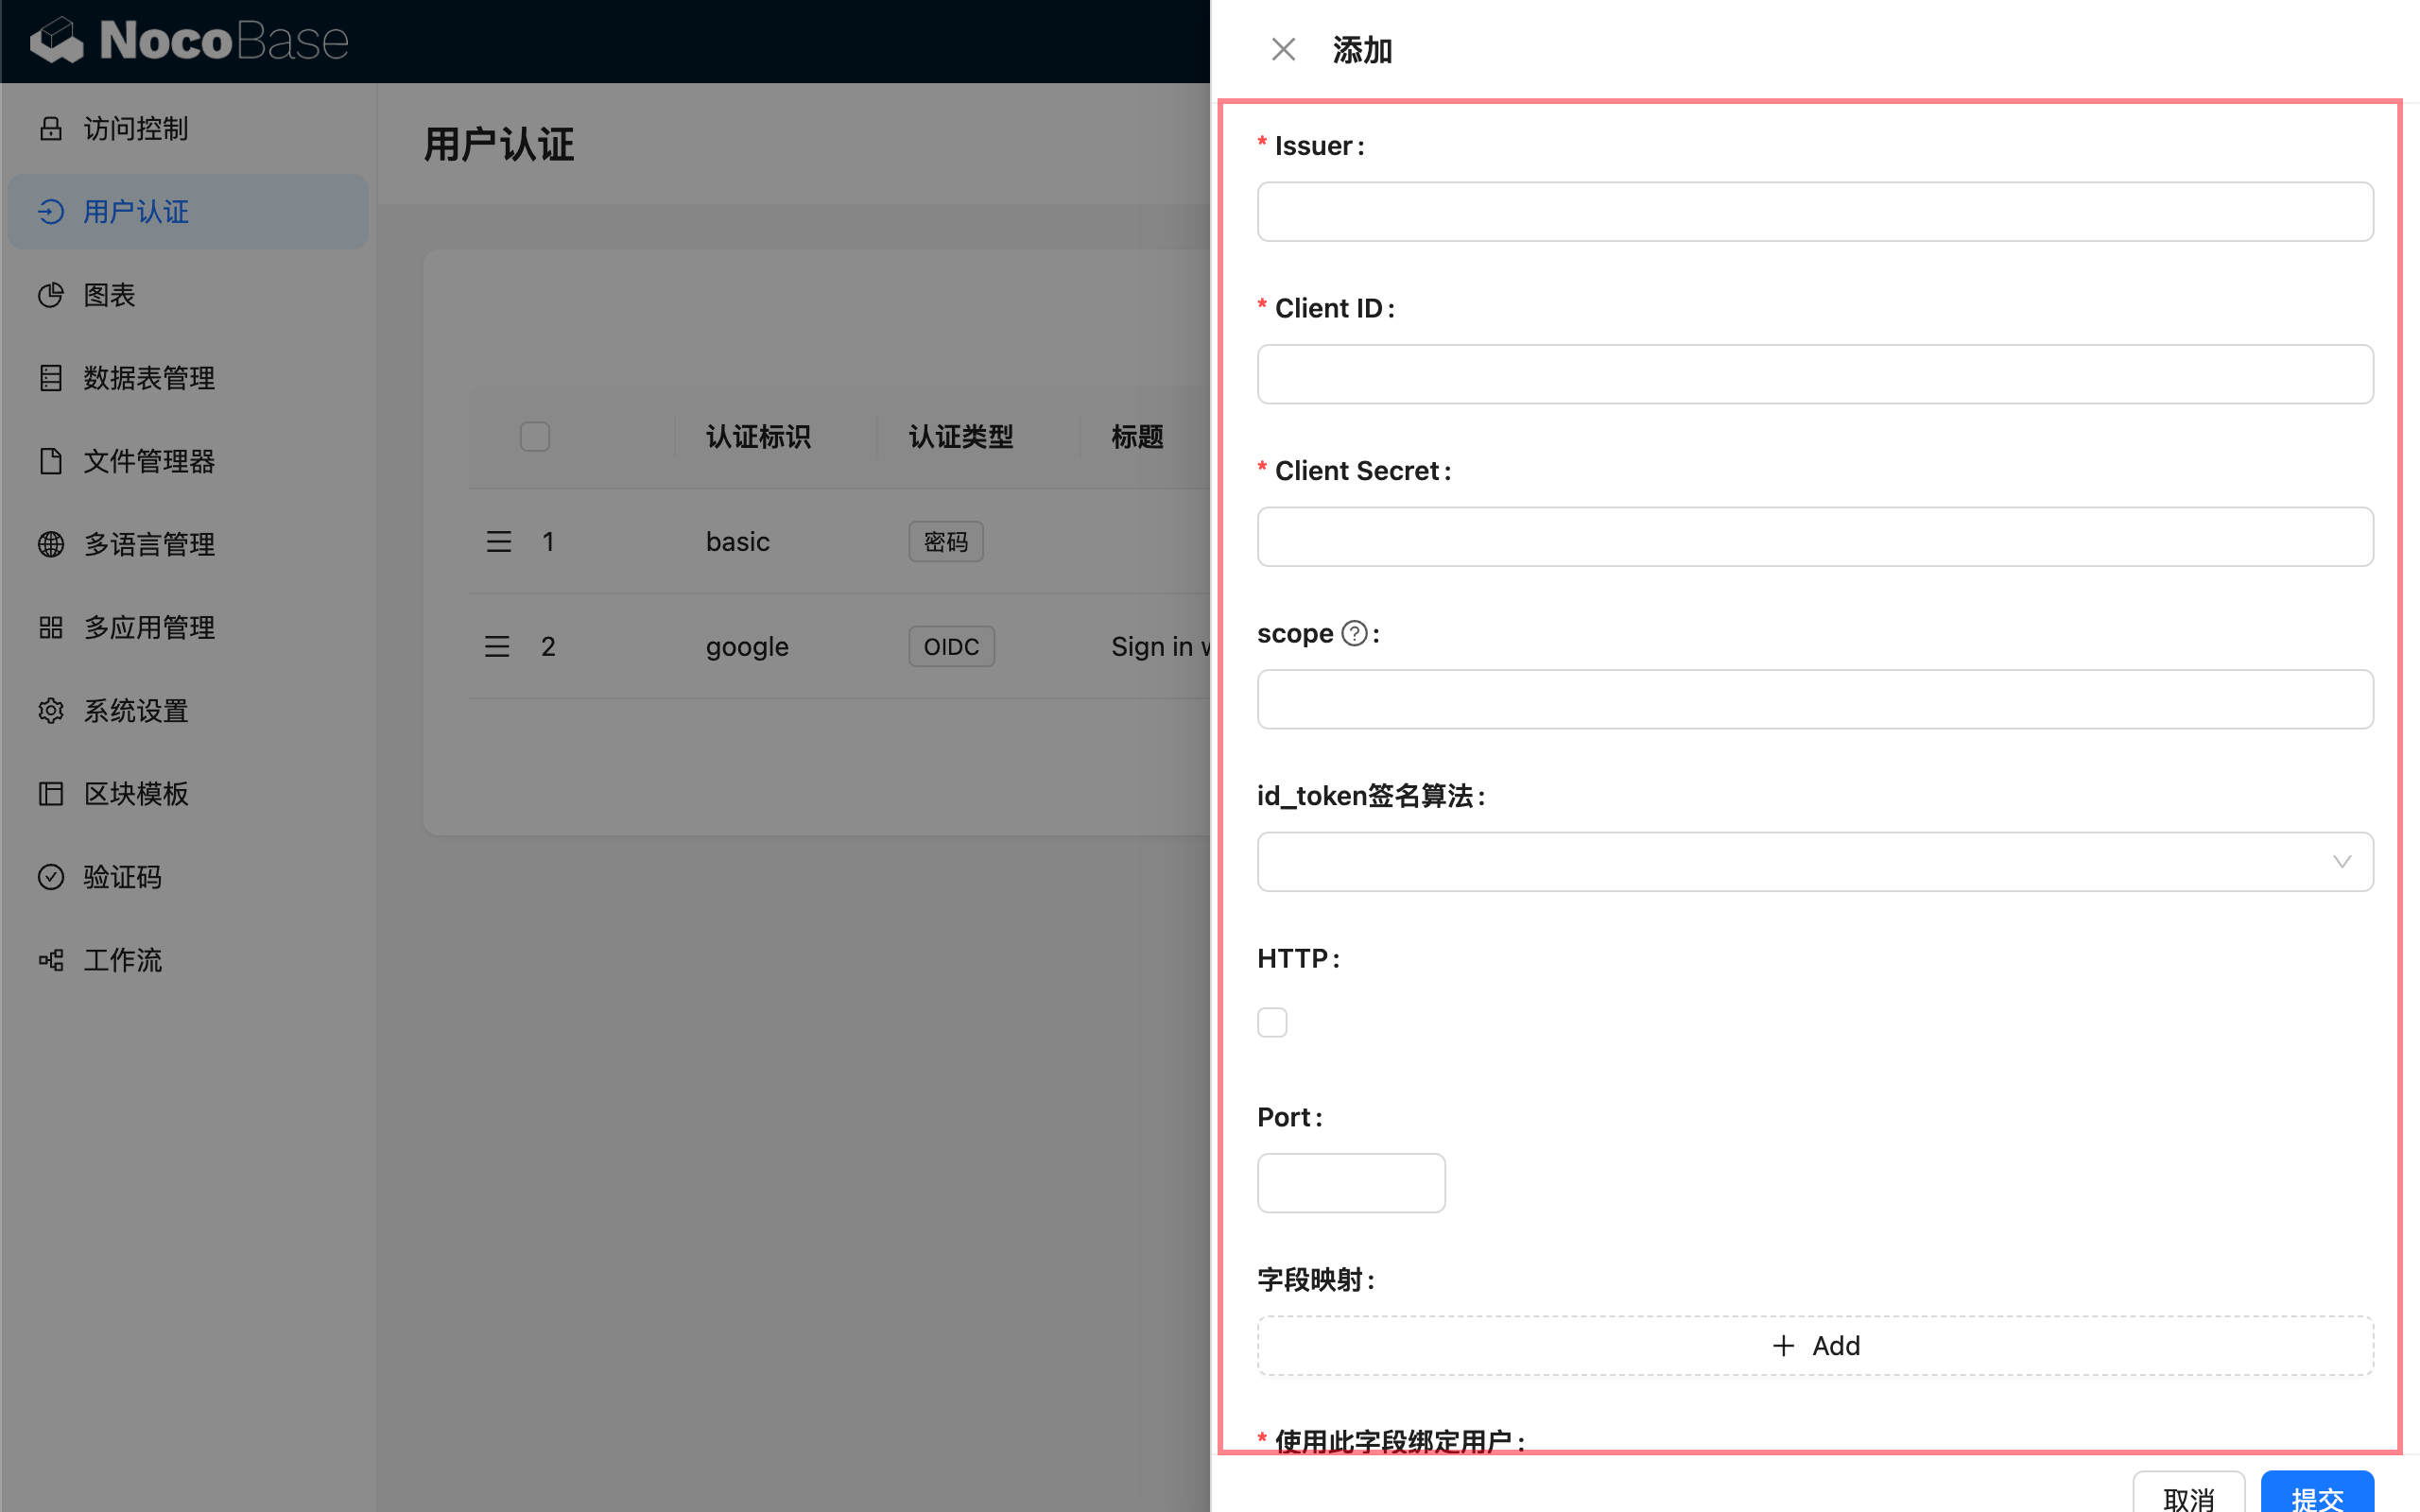 NocoBase
访问控制
用户认证
图表
数据表管理
文件管理器
多语言管理
多应用管理
系统设置
区块模板
验证码
工作流
用户认证
认证标识 认证类型 标题
1 basic 密码
2 google OIDC Sign in
添加
* Issuer:
* Client ID:
* Client Secret:
scope ? :
id_token签名算法:
HTTP:
Port:
字段映射:
+ Add
* 使用此字段绑定用户:
取消 提交